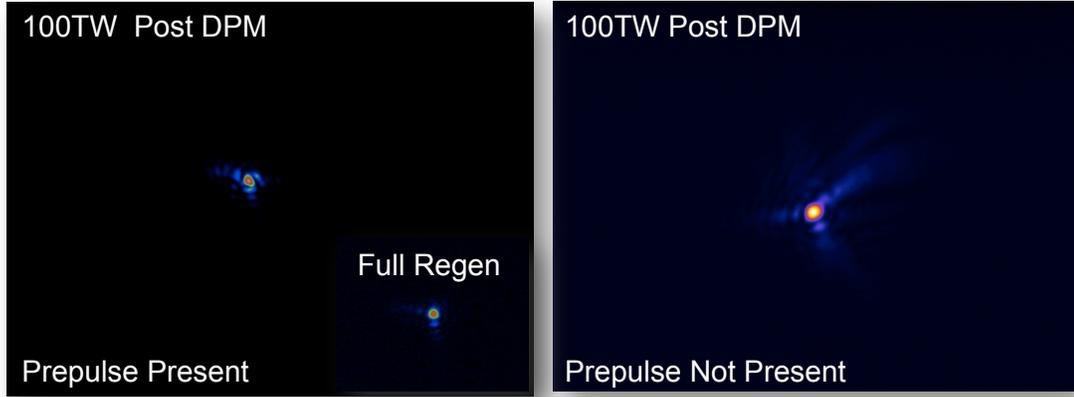 100TW  Post DPM
Full Regen
Prepulse Present
100TW Post DPM
Prepulse Not Present